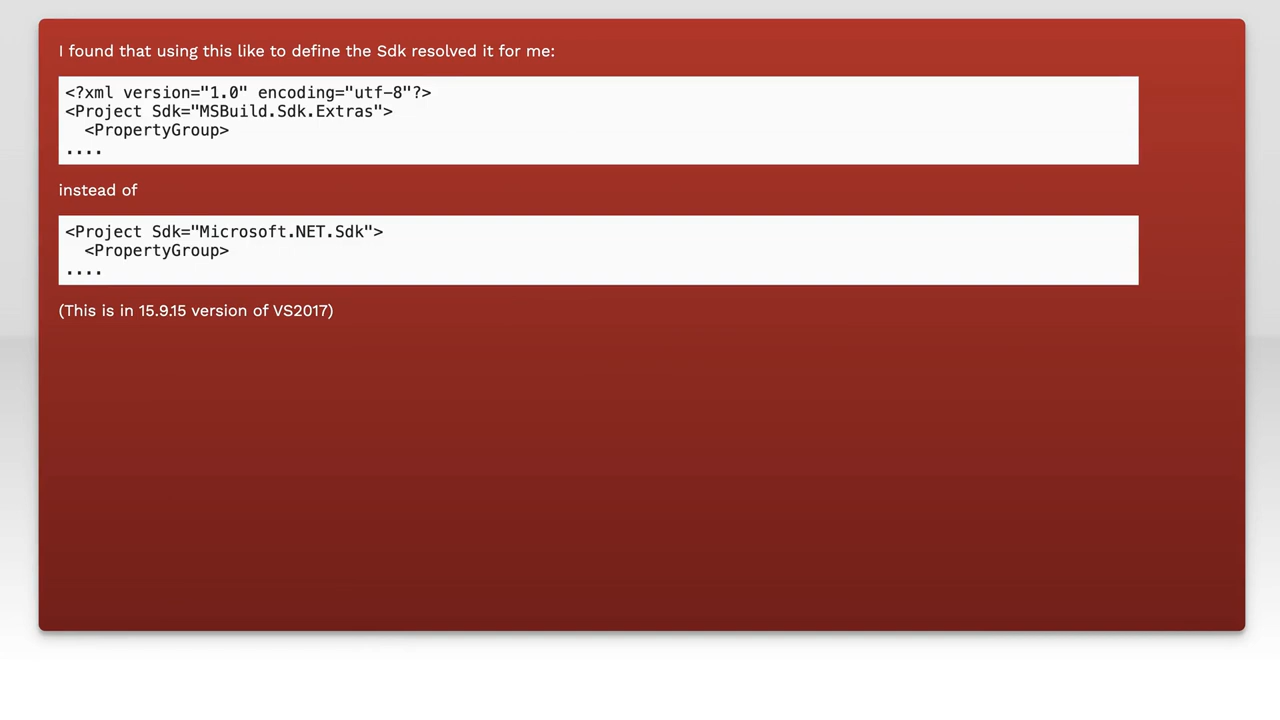 I found that using this like to define the Sdk resolved it for me:
<?xml version="1.0" encoding="utf-8"?>
<Project Sdk="MSBuild.Sdk.Extras">
  <PropertyGroup>
....
instead of
<Project Sdk="Microsoft.NET.Sdk">
  <PropertyGroup>
....
(This is in 15.9.15 version of VS2017)